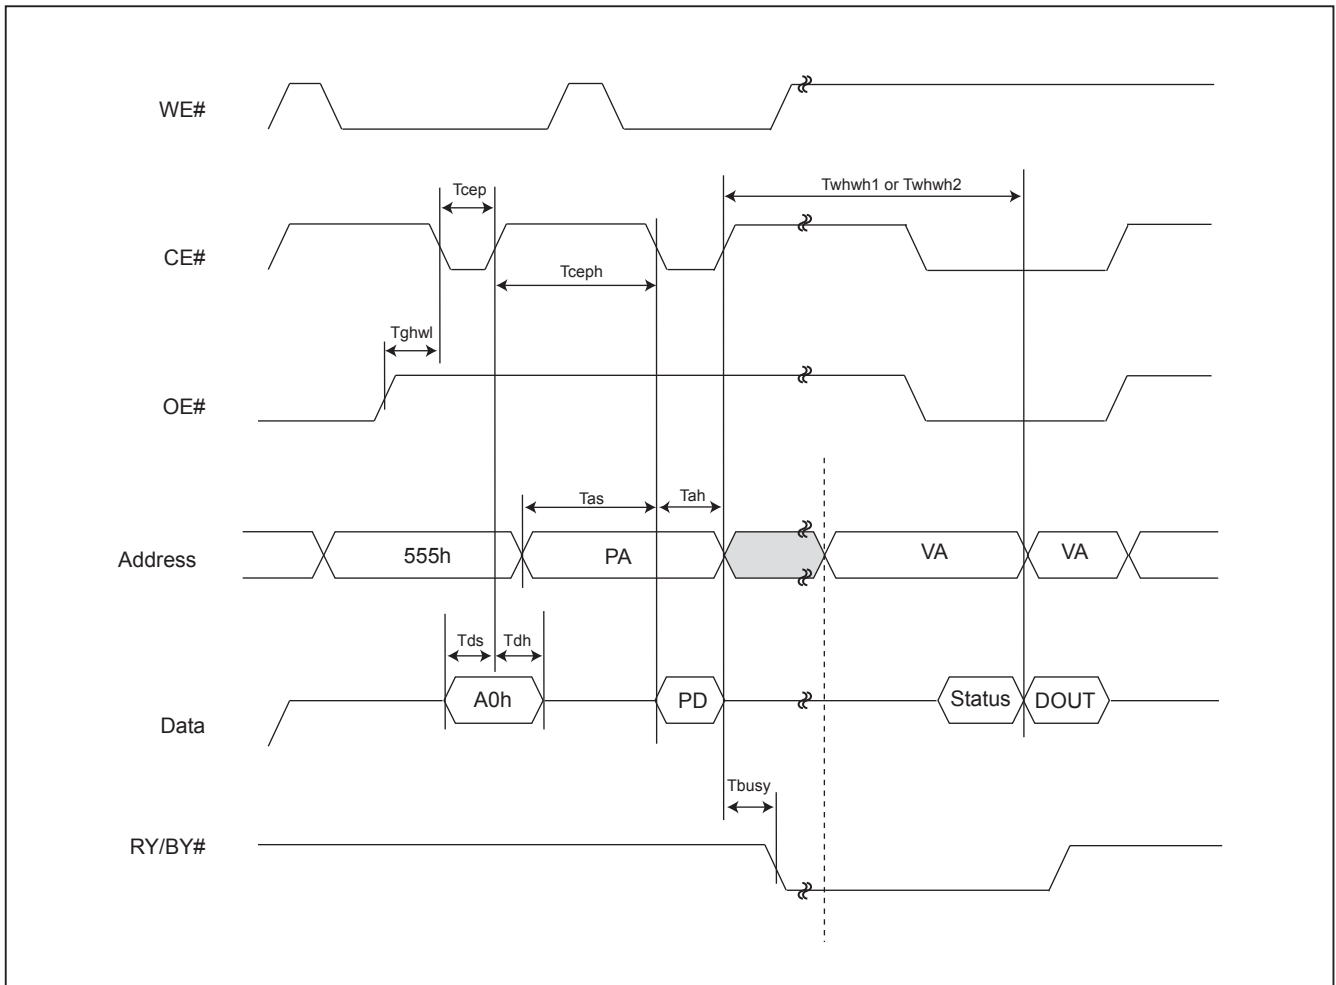 WE#
Twhwh1 or Twhwh2
Tcep
CE#
Tceph
Tghwl
OE#
Tas
Tah
Address
555h
PA
VA
VA
Tds
Tdh
Data
A0h
PD
Status
DOUT
Tbusy
RY/BY#